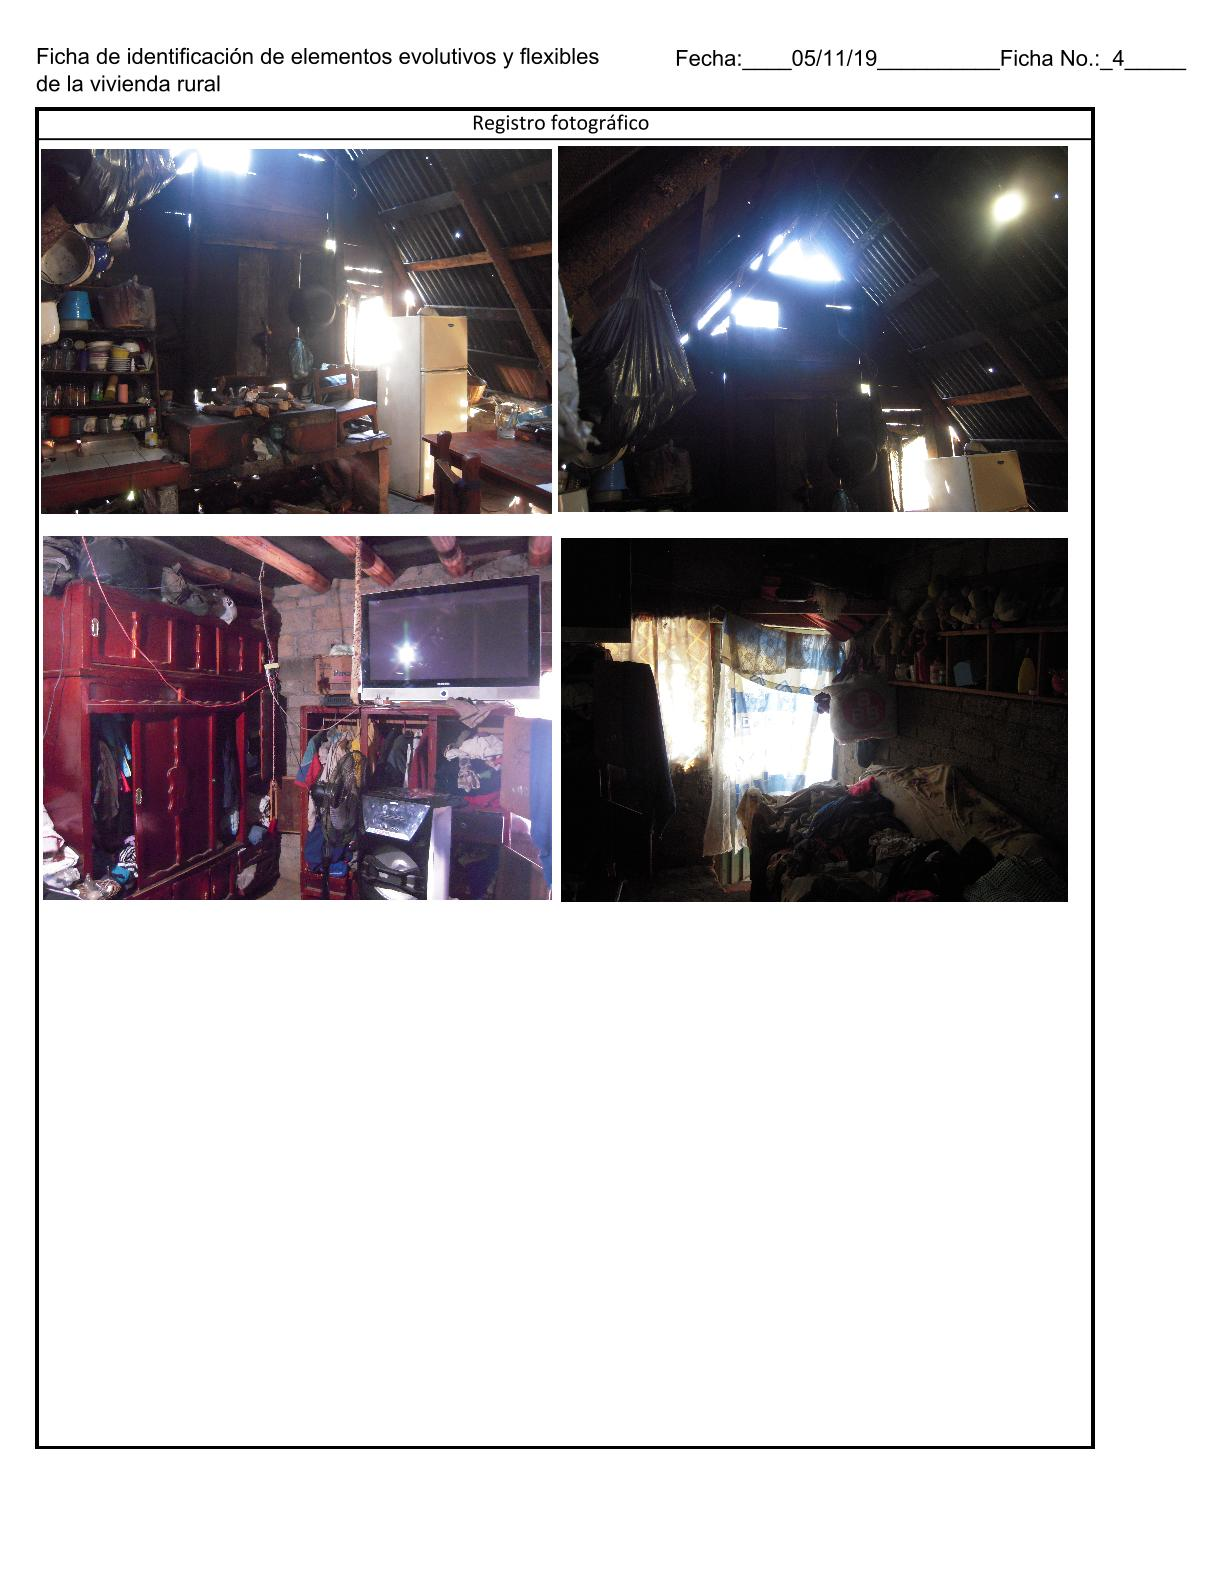 Ficha de identificación de elementos evolutivos y flexibles
de la vivienda rural
Fecha:____05/11/19__________Ficha No.:_4_____
Registro fotográfico